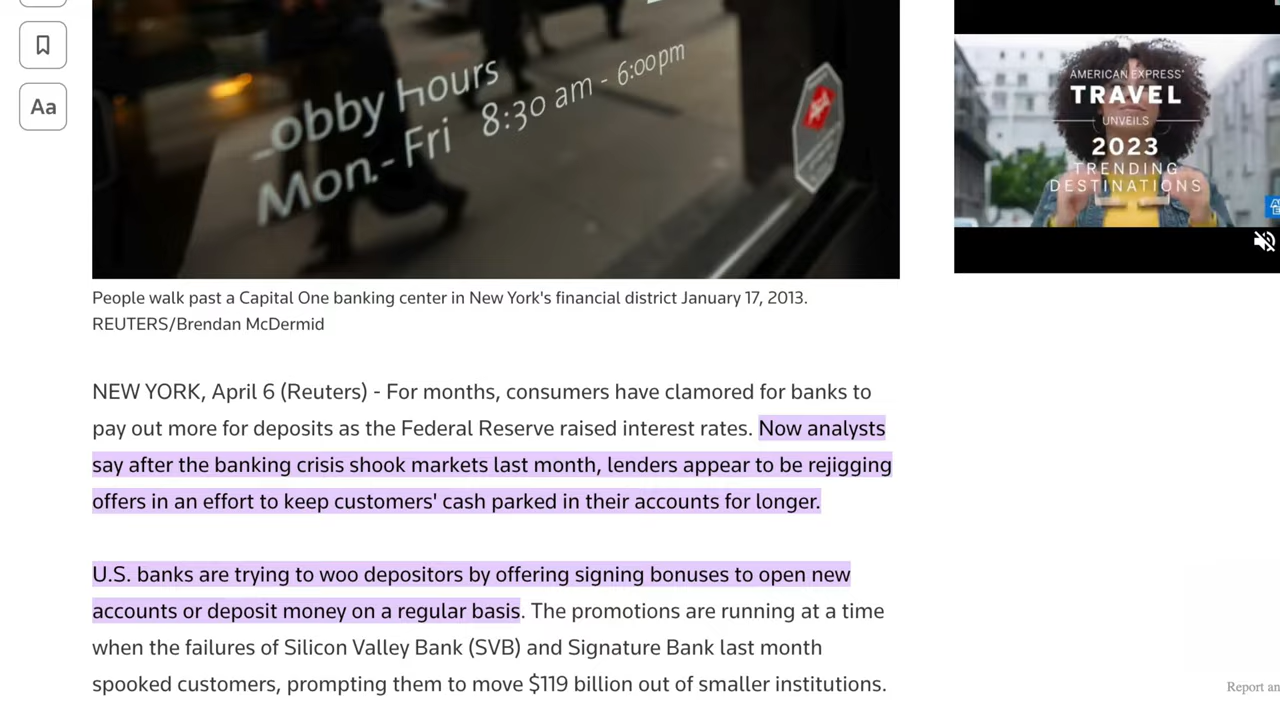 Aa
_obby hours
Mon.-Fri 8:30 am - 6:00pm
AMERICAN EXPRESS'
TRAVEL
UNVEILS
2023
TRENDING
DESTINATIONS
People walk past a Capital One banking center in New York's financial district January 17, 2013.
REUTERS/Brendan McDermid
NEW YORK, April 6 (Reuters) - For months, consumers have clamored for banks to
pay out more for deposits as the Federal Reserve raised interest rates. Now analysts
say after the banking crisis shook markets last month, lenders appear to be rejigging
offers in an effort to keep customers' cash parked in their accounts for longer.
U.S. banks are trying to woo depositors by offering signing bonuses to open new
accounts or deposit money on a regular basis. The promotions are running at a time
when the failures of Silicon Valley Bank (SVB) and Signature Bank last month
spooked customers, prompting them to move $119 billion out of smaller institutions.
Report an